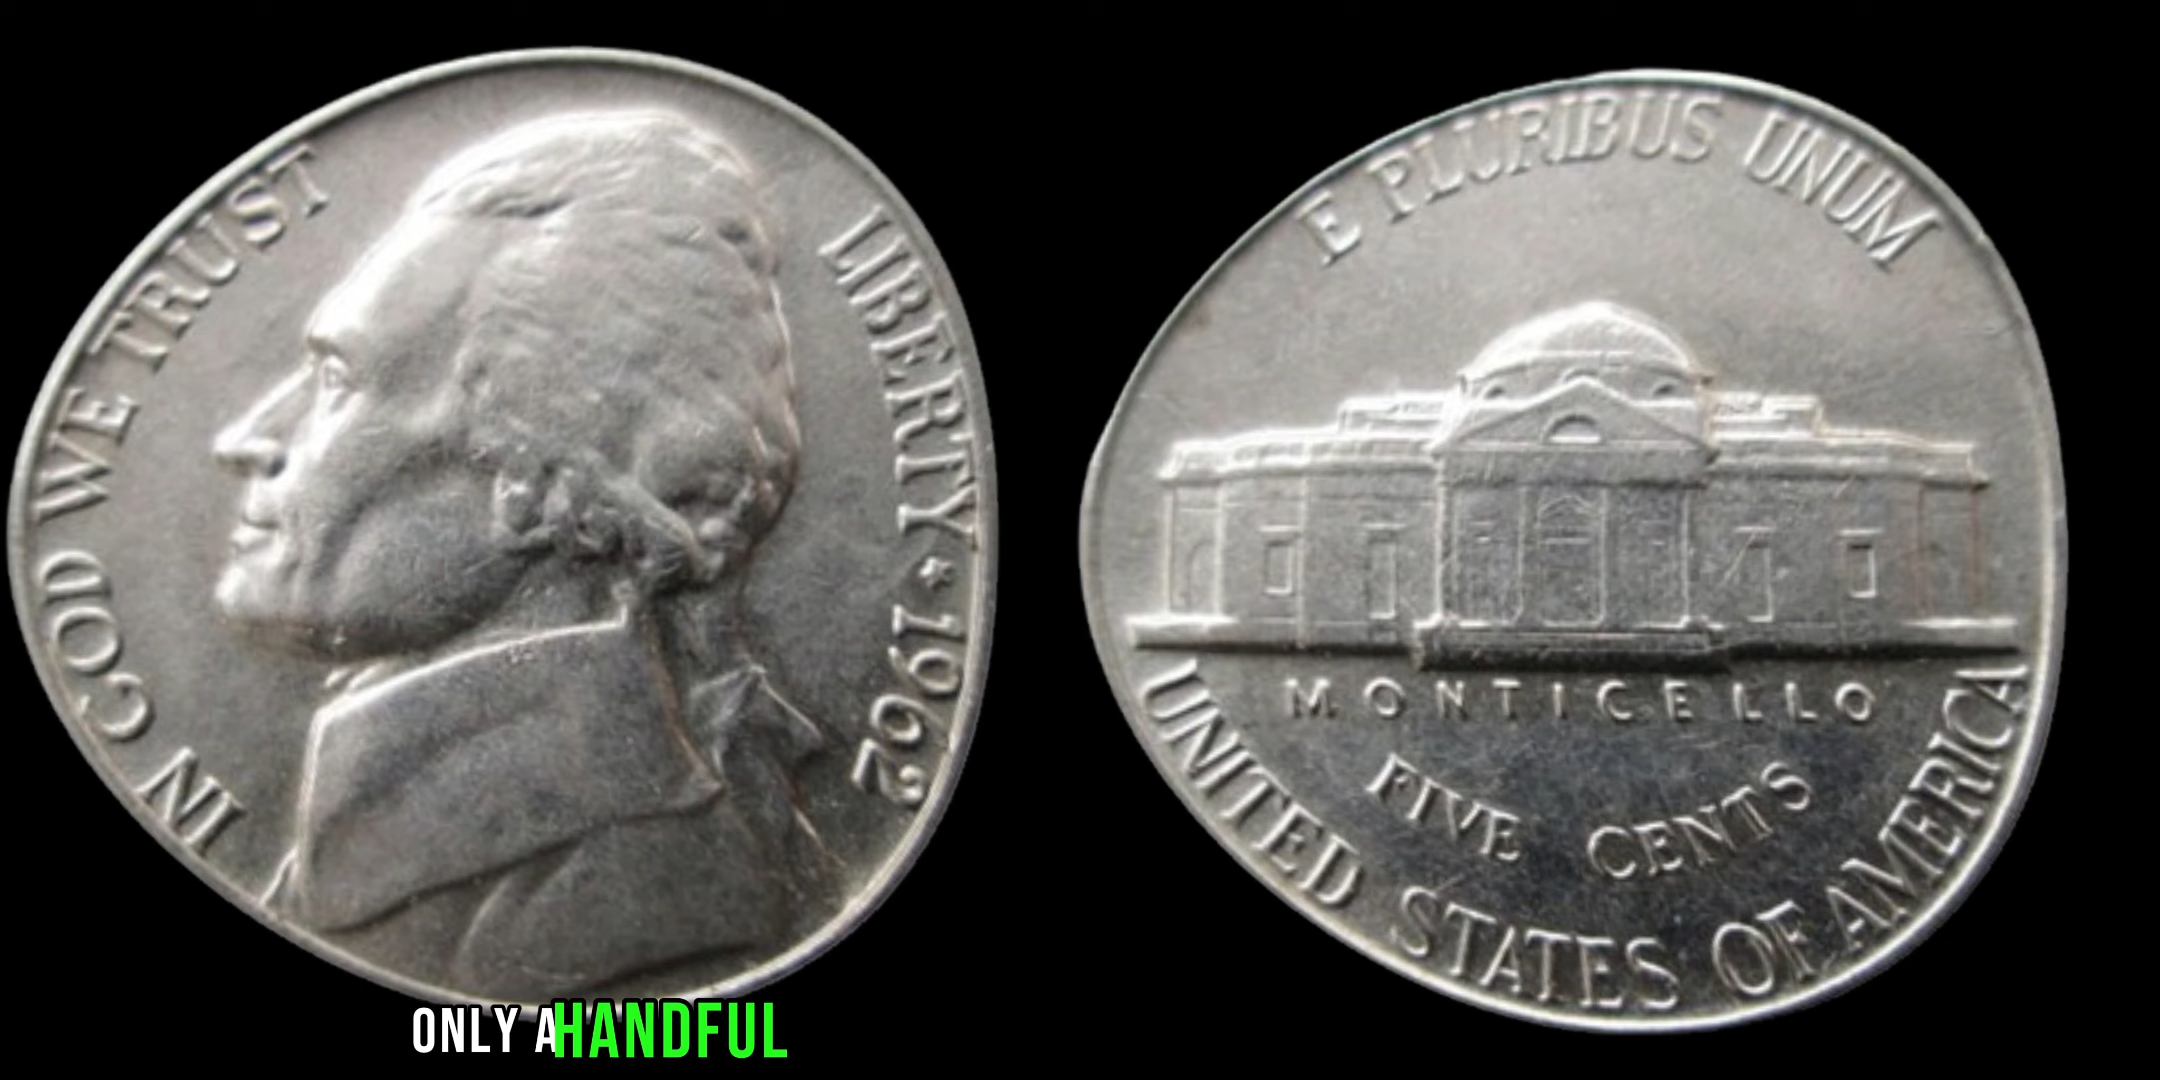 IN GOD WE TRUST
LIBERTY * 1962
E PLURIBUS UNUM
MONTICELLO
FIVE CENTS
UNITED STATES OF AMERICA
ONLY A HANDFUL